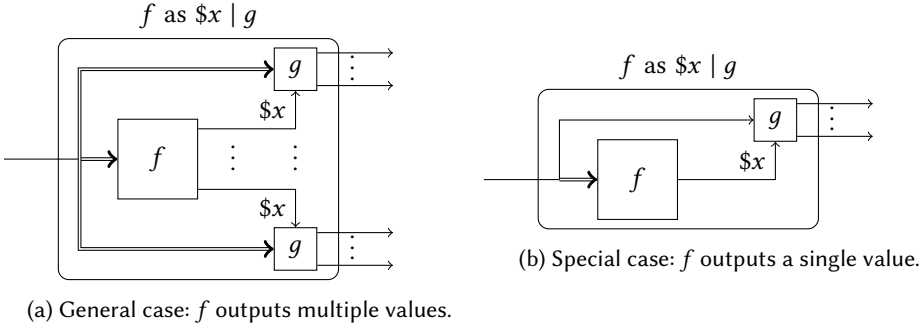 f as $x | g
g
$x
f
$x
g
(a) General case: f outputs multiple values.
f as $x | g
g
$x
f
(b) Special case: f outputs a single value.